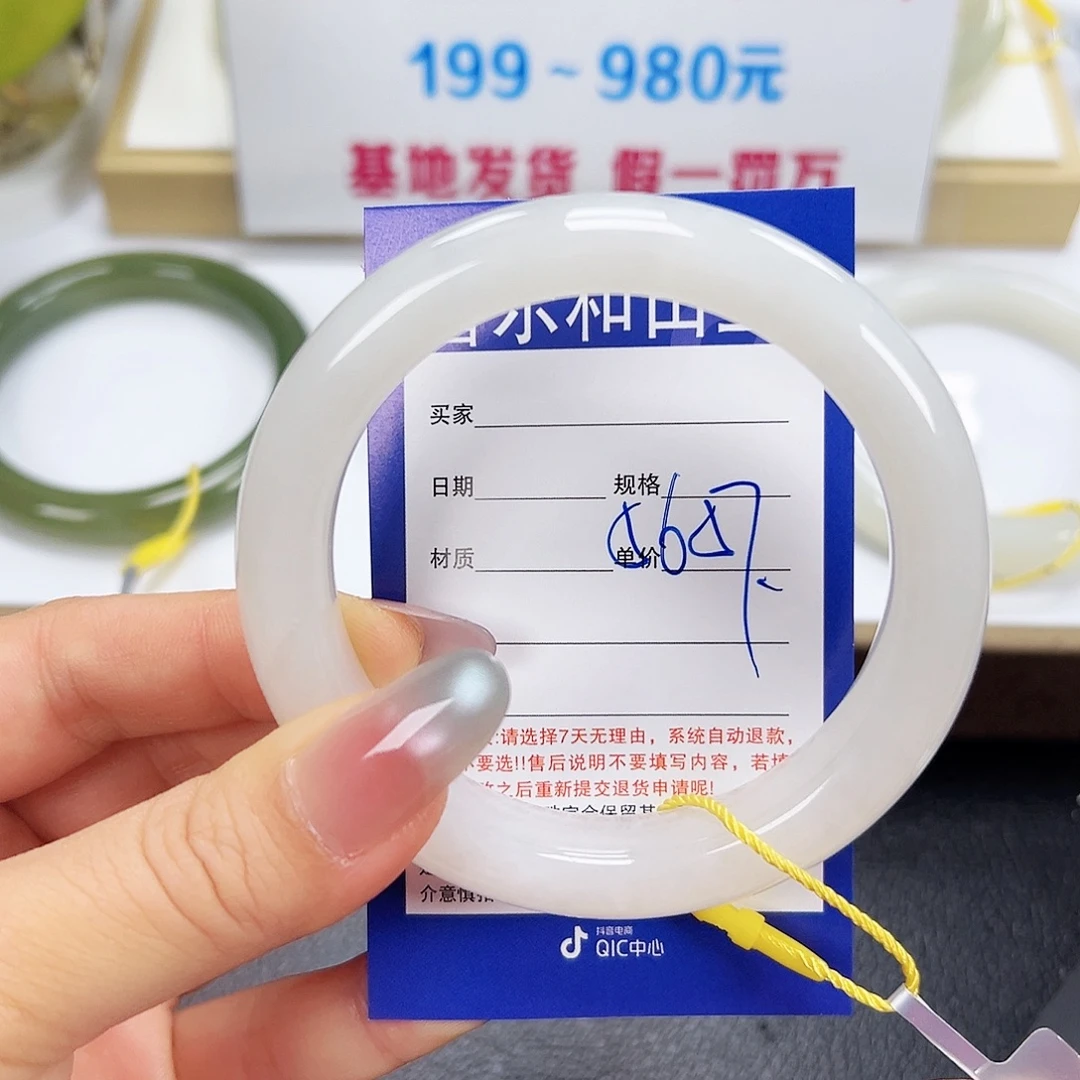 199~980元
基地发货 假一罚万
和田
买家
日期 规格
材质 单价
:请选择7天无理由，系统自动退款，
要选!!售后说明不要填写内容，若填
之后重新提交退货申请呢!
保留
介意慎拍
抖音电商
QIC中心